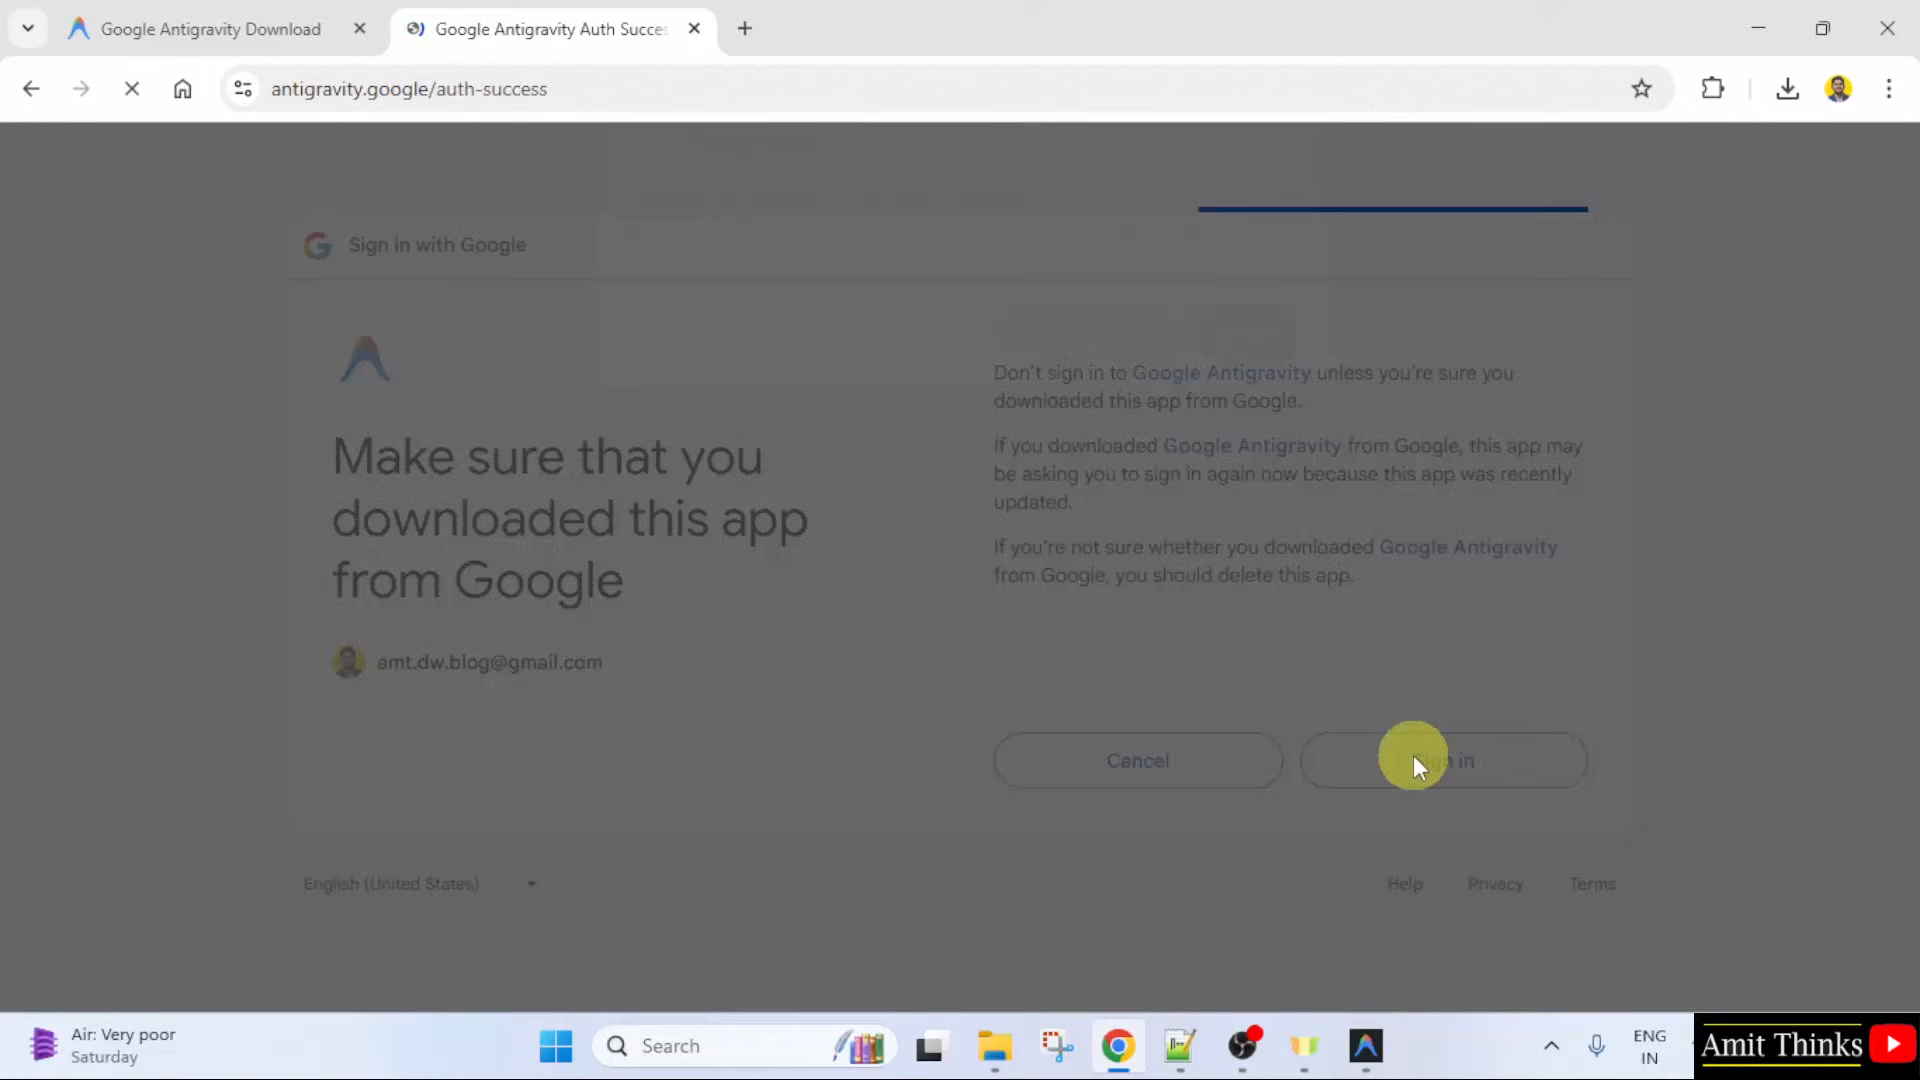 Google Antigravity Download
Google Antigravity Auth Succes
antigravity.google/auth-success
Sign in with Google
Make sure that you
downloaded this app
from Google
amt.dw.blog@gmail.com
Don't sign in to Google Antigravity unless you're sure you
downloaded this app from Google.
If you downloaded Google Antigravity from Google, this app may
be asking you to sign in again now because this app was recently
updated.
If you're not sure whether you downloaded Google Antigravity
from Google, you should delete this app.
Cancel
Sign in
English (United States)
Help
Privacy
Terms
Air: Very poor
Saturday
Search
ENG
IN
Amit Thinks